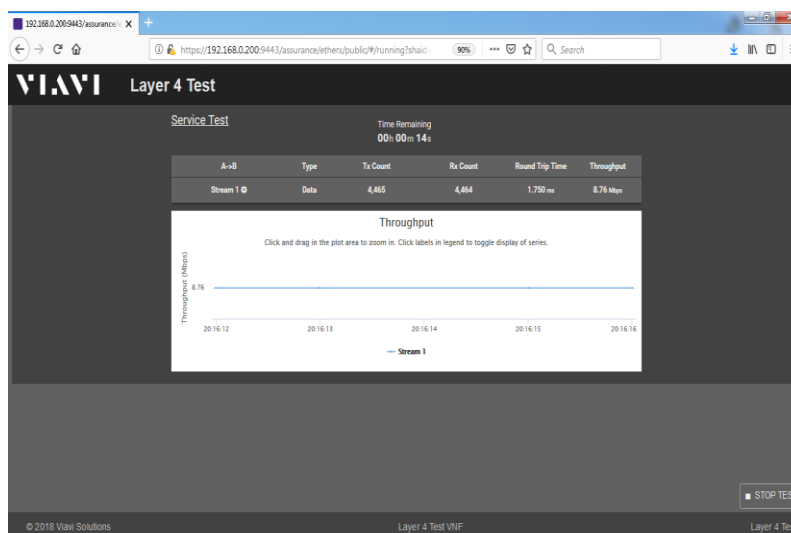 192.168.0.200:9443/assurance/e
https://192.168.0.200:9443/assurance/ethern/public/#/running?shaid
90%
Search
VIAVI
Layer 4 Test
Service Test
Time Remaining
00h 00m 14s
A->B Type Tx Count Rx Count Round Trip Time Throughput
Stream 1 Data 4,465 4,464 1.750 ms 8.76 Mbps
Throughput
Click and drag in the plot area to zoom in. Click labels in legend to toggle display of series.
Throughput (Mbps)
8.76
20:16:12 20:16:13 20:16:14 20:16:15 20:16:16
Stream 1
STOP TES
© 2018 Viavi Solutions
Layer 4 Test VNF
Layer 4 Te